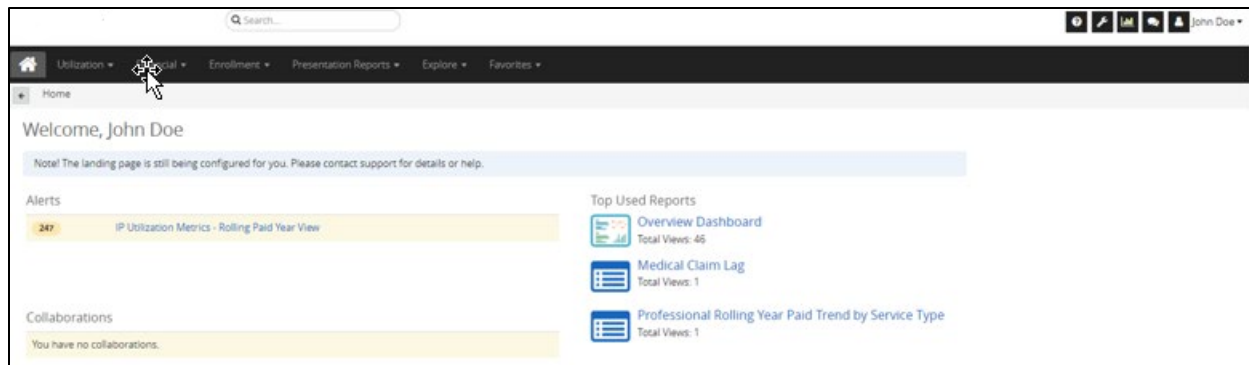 Search...
John Doe
Utilization Financial Enrollment Presentation Reports Explore Favorites
Home
Welcome, John Doe
Note! The landing page is still being configured for you. Please contact support for details or help.
Alerts
247 IP Utilization Metrics - Rolling Paid Year View
Top Used Reports
Overview Dashboard
Total Views: 46
Medical Claim Lag
Total Views: 1
Professional Rolling Year Paid Trend by Service Type
Total Views: 1
Collaborations
You have no collaborations.